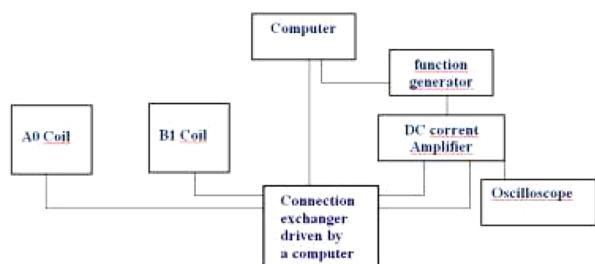 Computer
function
generator
A0 Coil
B1 Coil
DC corrent
Amplifier
Oscilloscope
Connection
exchanger
driven by
a computer